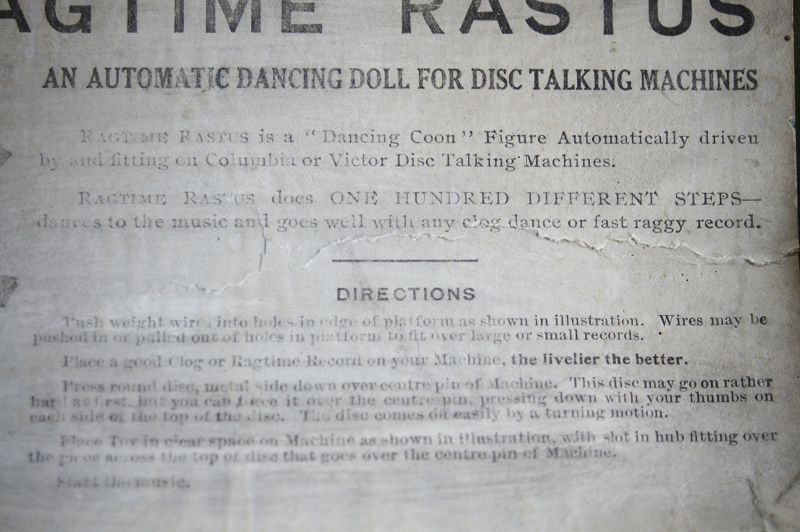 AGTIME RASTUS
AN AUTOMATIC DANCING DOLL FOR DISC TALKING MACHINES
RAGTIME RASTUS is a "Dancing Coon" Figure Automatically driven
by and fitting on Columbia or Victor Disc Talking Machines.
RAGTIME RASTUS does ONE HUNDRED DIFFERENT STEPS—
dances to the music and goes well with any clog dance or fast raggy record.
DIRECTIONS
Push weight wires into holes in edge of platform as shown in illustration. Wires may be
pushed in or pulled out of holes in platform to fit over large or small records.
Place a good Clog or Ragtime Record on your Machine, the livelier the better.
Press round disc, metal side down over centre pin of Machine. This disc may go on rather
hard at first, but you can force it over the centre pin, pressing down with your thumbs on
each side of the top of the disc. The disc comes off easily by a turning motion.
Place Toy in clear space on Machine as shown in illustration, with slot in hub fitting over
the piece across the top of disc that goes over the centre pin of Machine.
Start the music.